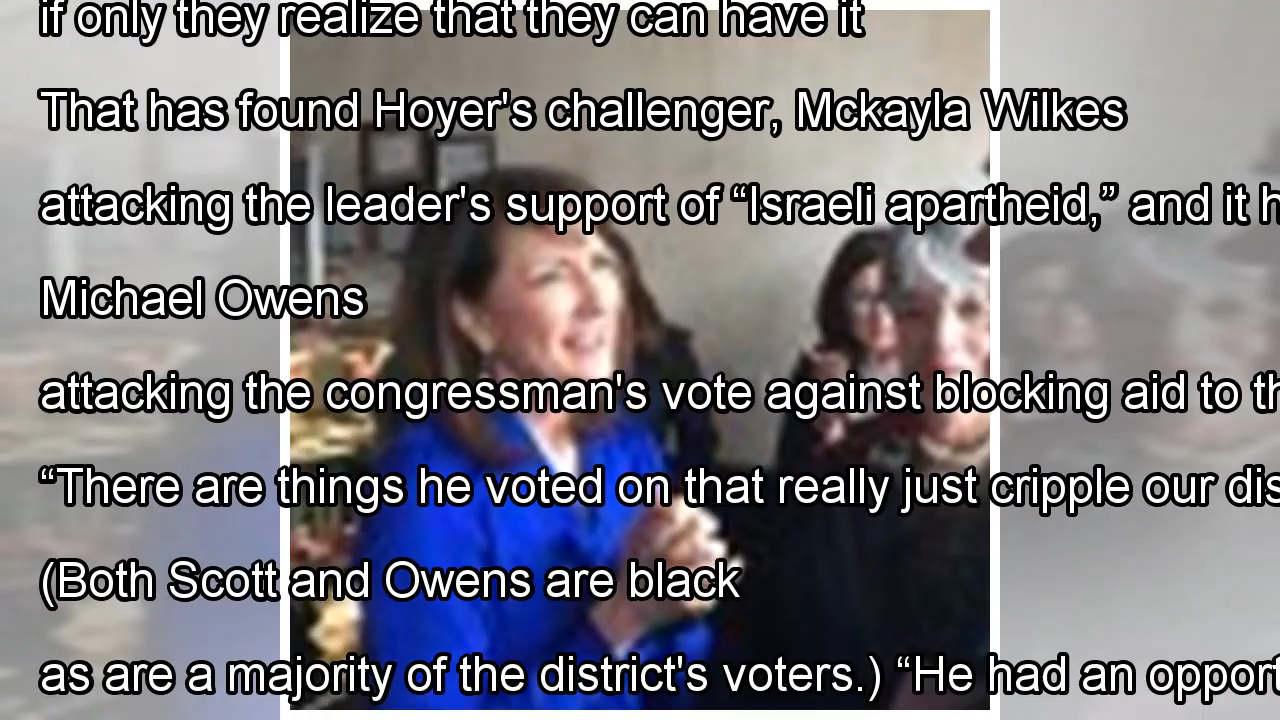 if only they realize that they can have it
That has found Hoyer's challenger, Mckayla Wilkes
attacking the leader's support of “Israeli apartheid,” and it
Michael Owens
attacking the congressman's vote against blocking aid to
“There are things he voted on that really just cripple our
(Both Scott and Owens are black
as are a majority of the district's voters.) “He had an